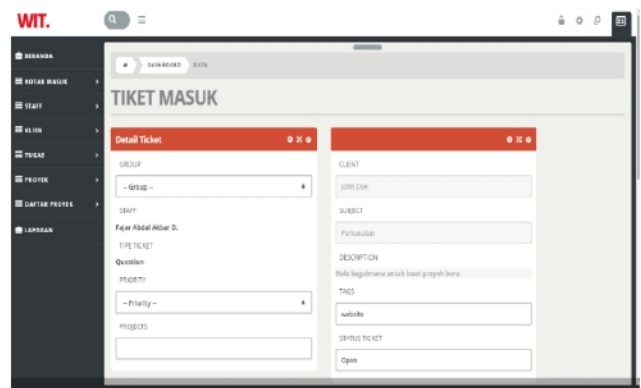 WIT.
BERANDA
KOTAK MASUK
STAFF
KLIEN
TUGAS
PROYEK
DAFTAR PROYEK
LAPORAN
DASHBOARD DATA
TIKET MASUK
Detail Ticket
GROUP
-- Group --
STAFF
Fajar Abdal Akbar D.
TIPE TICKET
Question
PRIORITY
-- Priority --
PROJECTS
CLIENT
John Doe
SUBJECT
Pertanyaan
DESCRIPTION
Halo bagaimana untuk buat proyek baru
TAGS
website
STATUS TICKET
Open